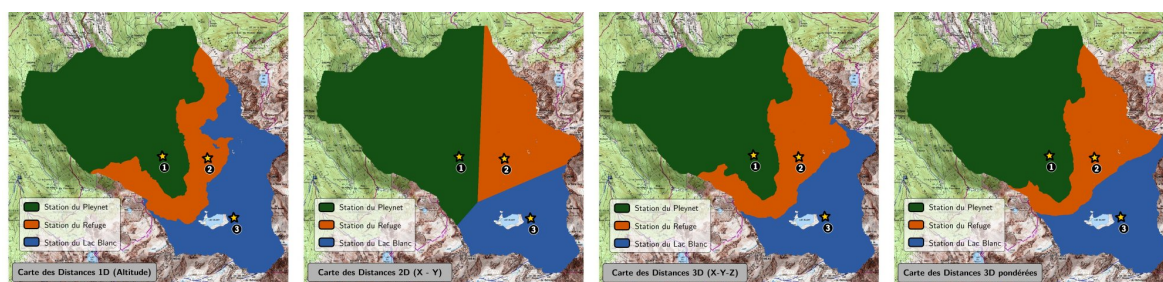 1
2
3
Station du Pleynet
Station du Refuge
Station du Lac Blanc
Carte des Distances 1D (Altitude)
1
2
3
Station du Pleynet
Station du Refuge
Station du Lac Blanc
Carte des Distances 2D (X - Y)
1
2
3
Station du Pleynet
Station du Refuge
Station du Lac Blanc
Carte des Distances 3D (X-Y-Z)
1
2
3
Station du Pleynet
Station du Refuge
Station du Lac Blanc
Carte des Distances 3D pondérées